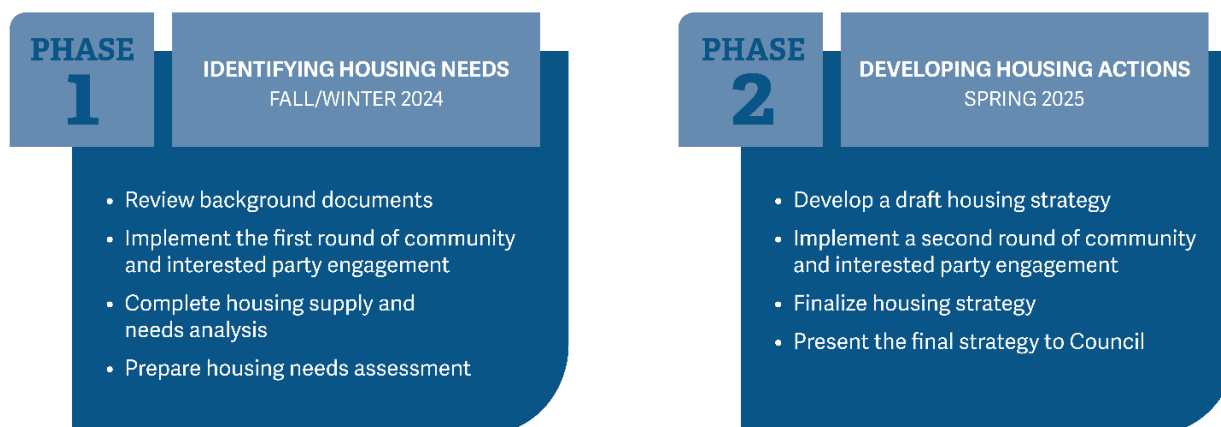 PHASE
1
IDENTIFYING HOUSING NEEDS
FALL/WINTER 2024
• Review background documents
• Implement the first round of community
and interested party engagement
• Complete housing supply and
needs analysis
• Prepare housing needs assessment
PHASE
2
DEVELOPING HOUSING ACTIONS
SPRING 2025
• Develop a draft housing strategy
• Implement a second round of community
and interested party engagement
• Finalize housing strategy
• Present the final strategy to Council